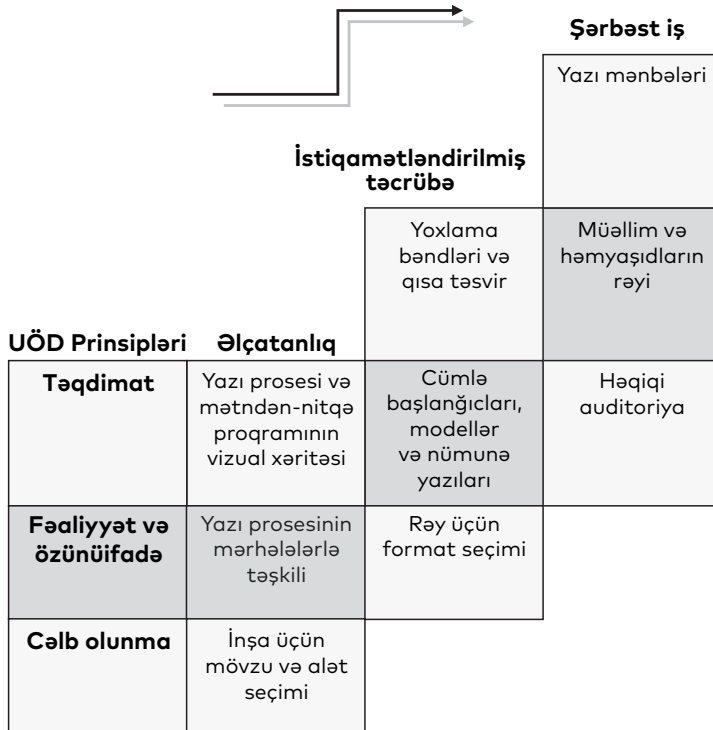 Şərbəst iş
Yazı mənbələri
İstiqamətləndirilmiş
təcrübə
Yoxlama
bəndləri və
qısa təsvir
Müəllim və
həmyaşıdların
rəyi
UÖD Prinsipləri
Əlçatanlıq
Təqdimat
Yazı prosesi və
mətndən-nitqə
proqramının
vizual xəritəsi
Cümlə
başlanğıcları,
modellər
və nümunə
yazıları
Həqiqi
auditoriya
Fəaliyyət və
özünüifadə
Yazı prosesinin
mərhələlərlə
təşkili
Rəy üçün
format seçimi
Cəlb olunma
İnşa üçün
mövzu və alət
seçimi